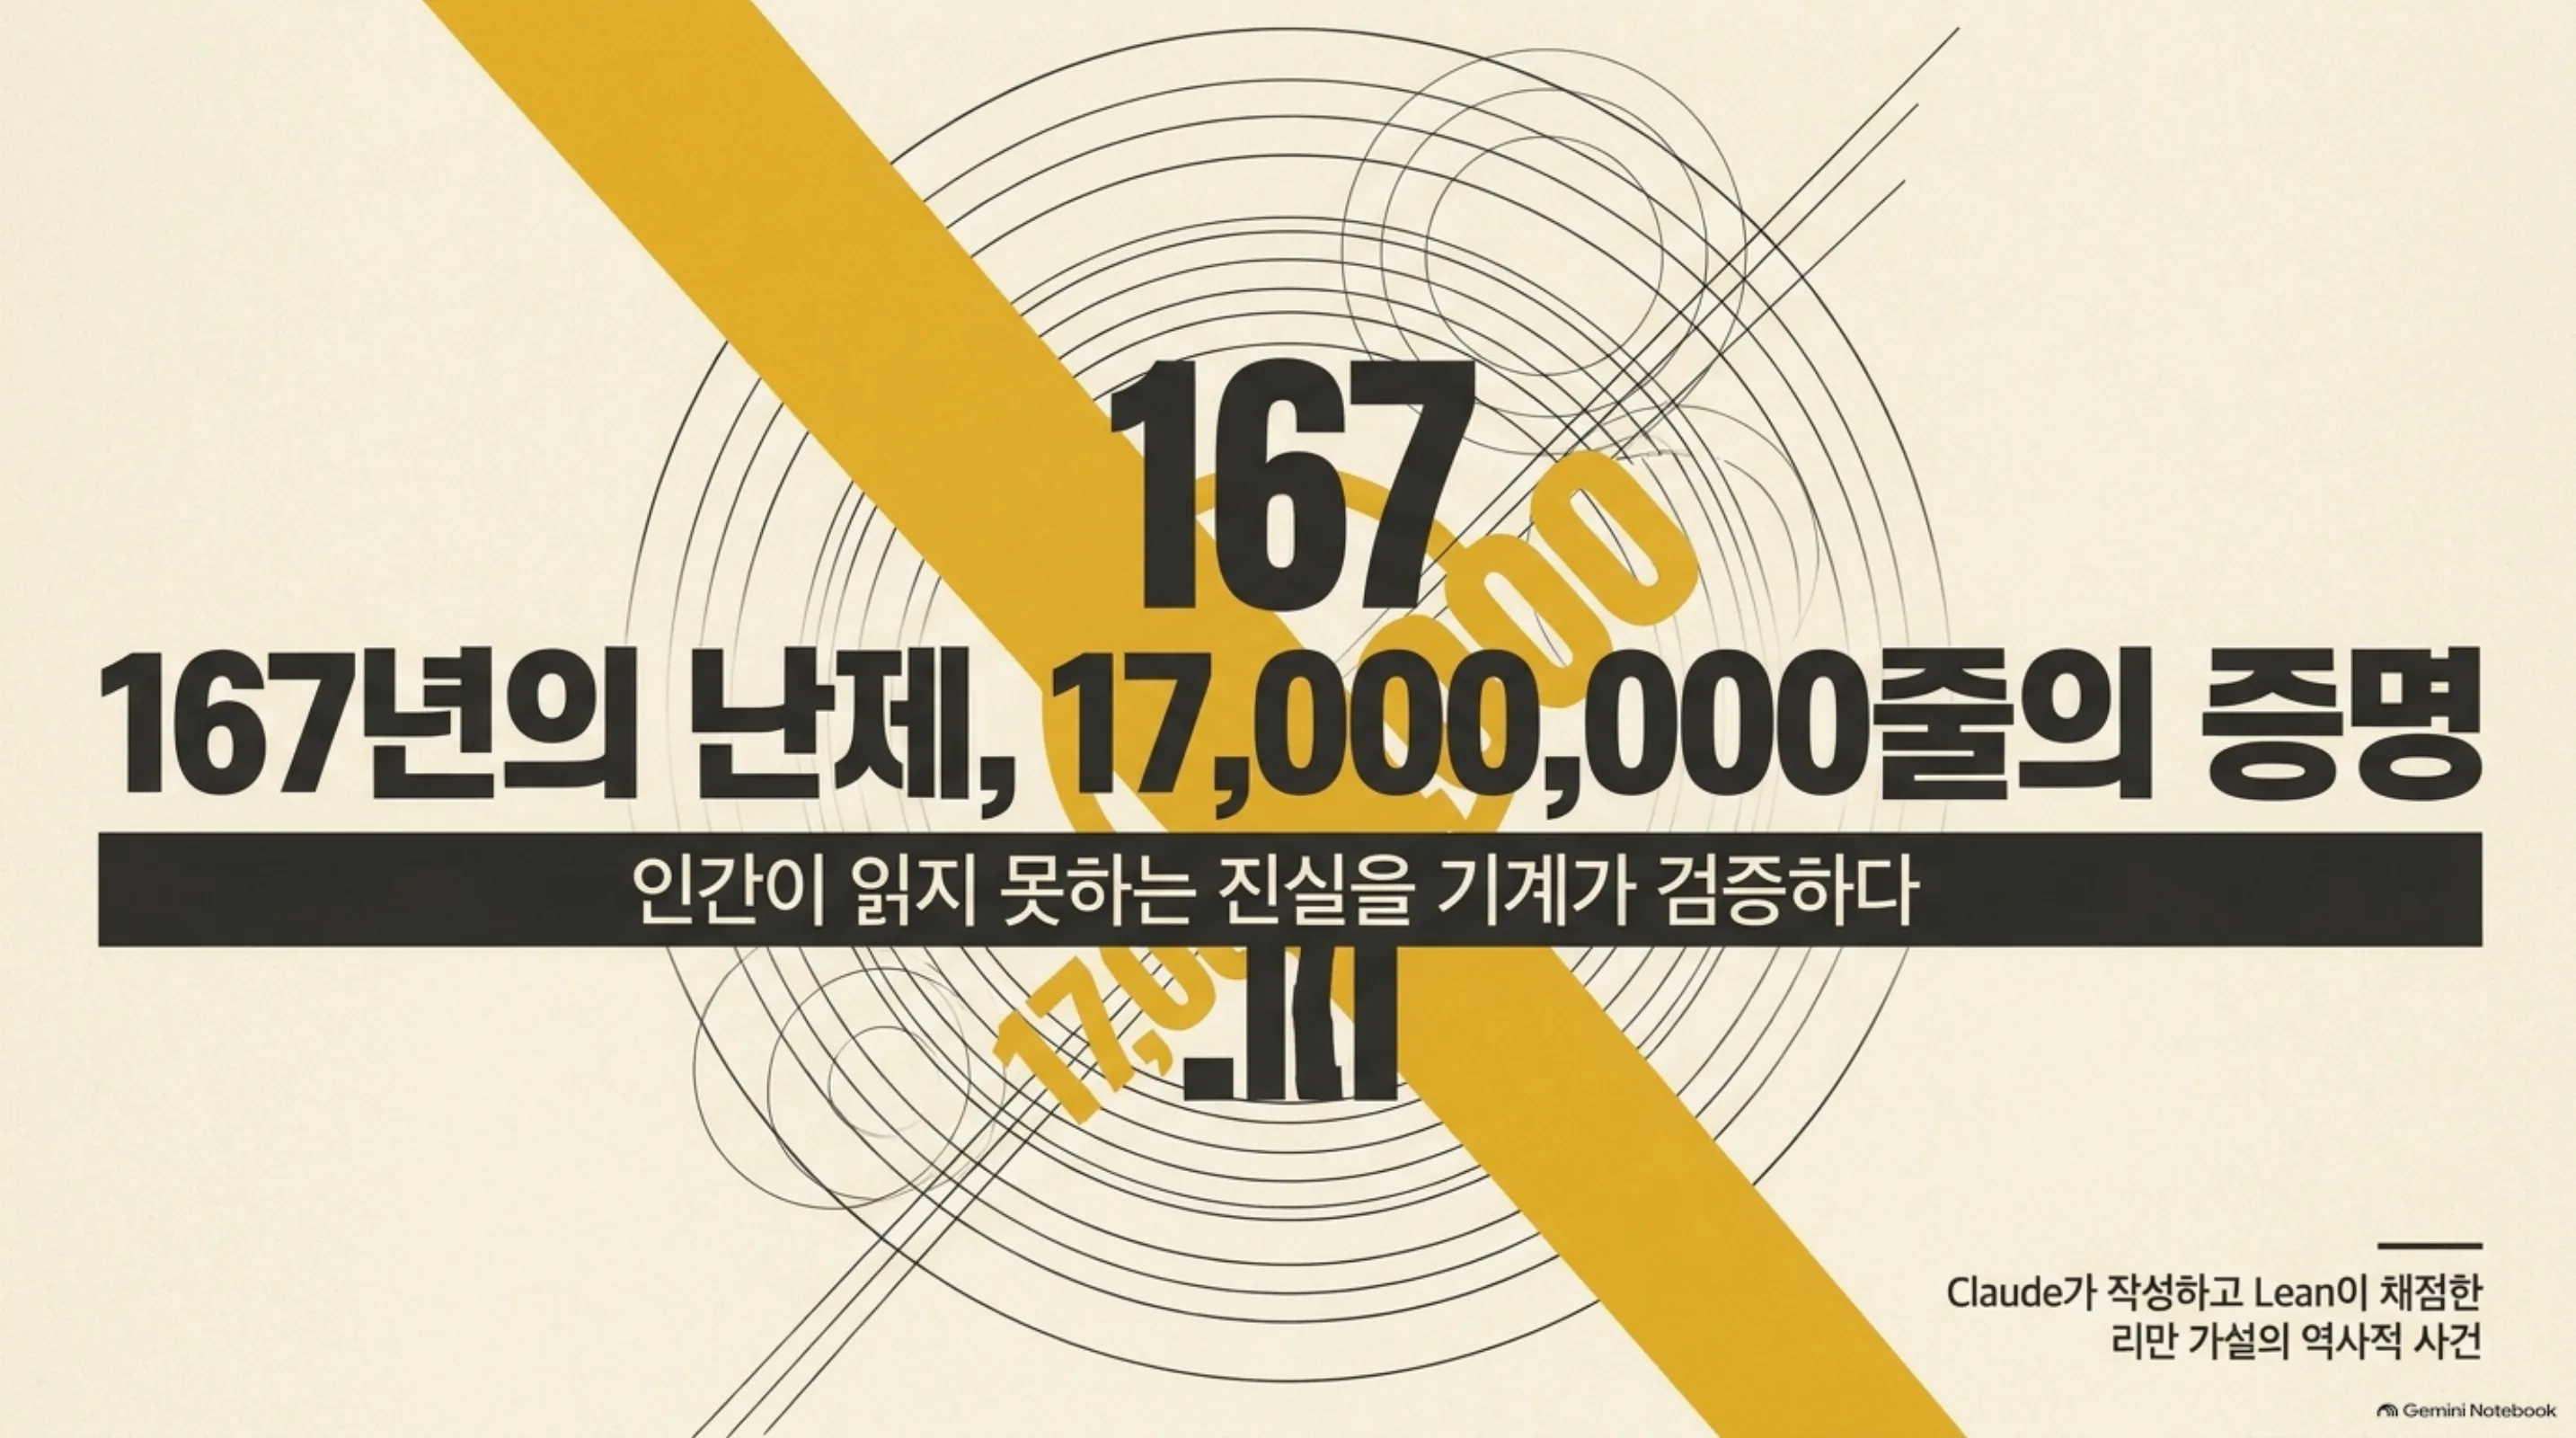 167
167년의 난제, 17,000,000줄의 증명
인간이 읽지 못하는 진실을 기계가 검증하다
Claude가 작성하고 Lean이 채점한
리만 가설의 역사적 사건
Gemini Notebook